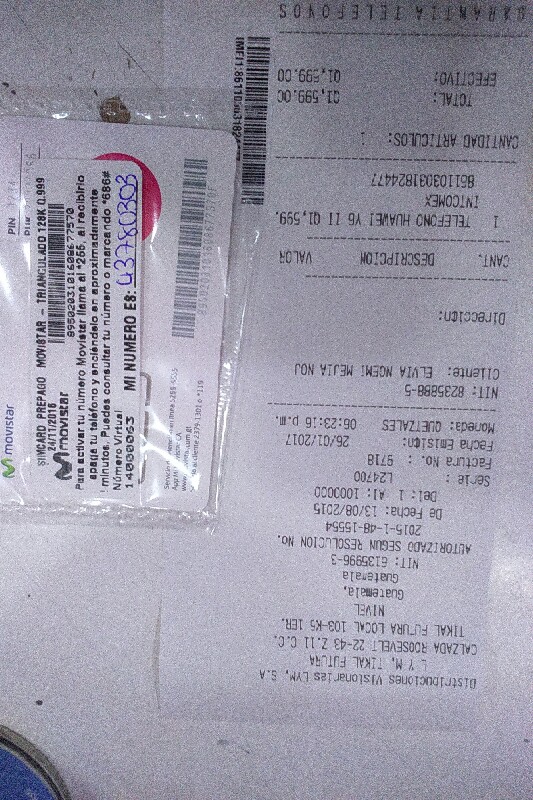 Distribuciones Visionarias LYM, S.A
L Y M, TIKAL FUTURA
CALZADA ROOSEVELT 22-43 Z.11 C.C.
TIKAL FUTURA LOCAL 103-K5 1ER.
NIVEL
Guatemala,
Guatemala
NIT: 6135996-3
AUTORIZADO SEGUN RESOLUCION No.
2015-1-48-15554
De Fecha: 13/08/2015
Del: 1 Al: 1000000
Serie : L24700
Factura : No. 9718
Fecha Emision: 26/01/2017
Moneda: QUETZALES 06:23:16 p.m.
NIT: 8235888-5
Cliente: ELVIA NOEMI MEJIA NOJ
Direccion:
CANT. DESCRIPCION VALOR
1 TELEFONO HUAWEI Y6 II Q1,599.
INTCOMEX
861103031824477
CANTIDAD ARTICULOS: 1
TOTAL: Q1,599.00
EFECTIVO: Q1,599.00
GARANTIA TELEFONOS
movistar
SIMCARD PREPAGO MOVISTAR - TRIANGULADO 128K 0.999
24/11/2016
8950203101608677570
movistar
Para activar tu número Movistar llama al *256, al recibirlo
apaga tu teléfono y enciéndelo en aproximadamente
minutos. Puedes consultar tu número o marcando *686#
Número Virtual
14000063 MI NUMERO ES: 43780303
PIN